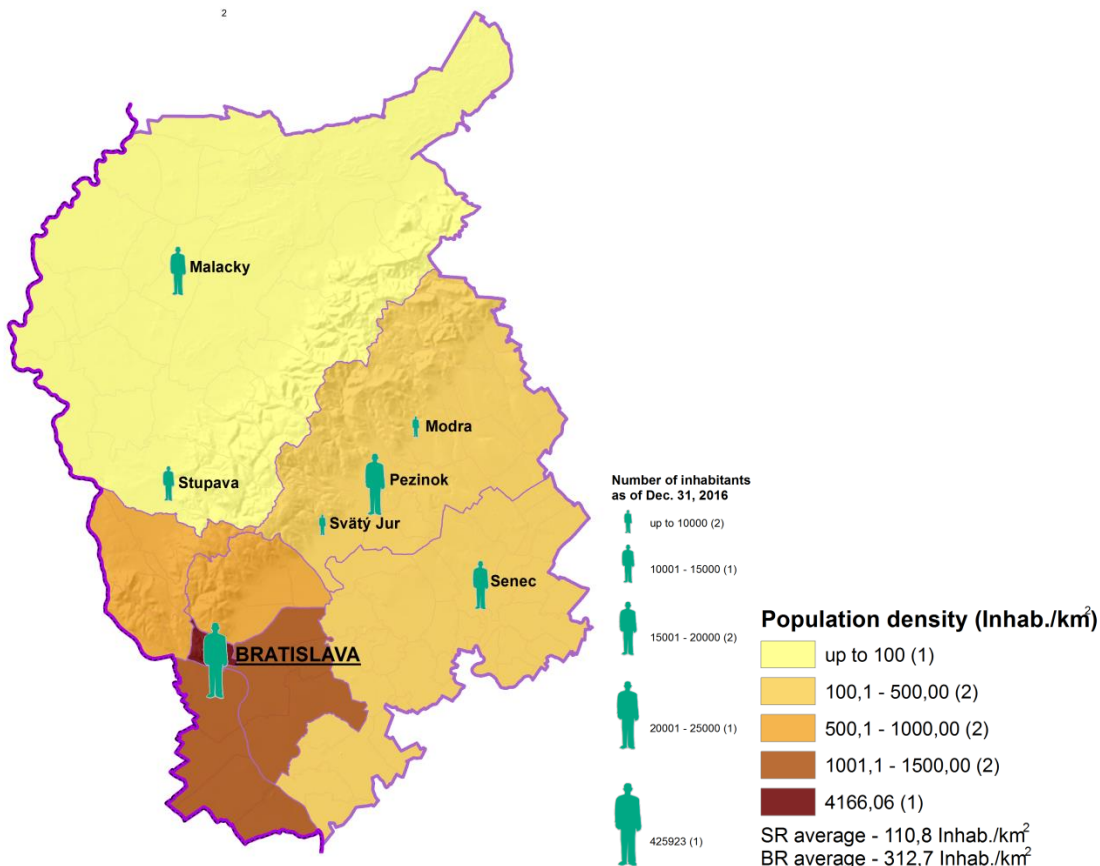 2
Malacky
Modra
Stupava
Pezinok
Svätý Jur
Senec
BRATISLAVA
Number of inhabitants
as of Dec. 31, 2016
up to 10000 (2)
10001 - 15000 (1)
15001 - 20000 (2)
20001 - 25000 (1)
425923 (1)
Population density (Inhab./km²)
up to 100 (1)
100,1 - 500,00 (2)
500,1 - 1000,00 (2)
1001,1 - 1500,00 (2)
4166,06 (1)
SR average - 110,8 Inhab./km²
BR average - 312,7 Inhab./km²